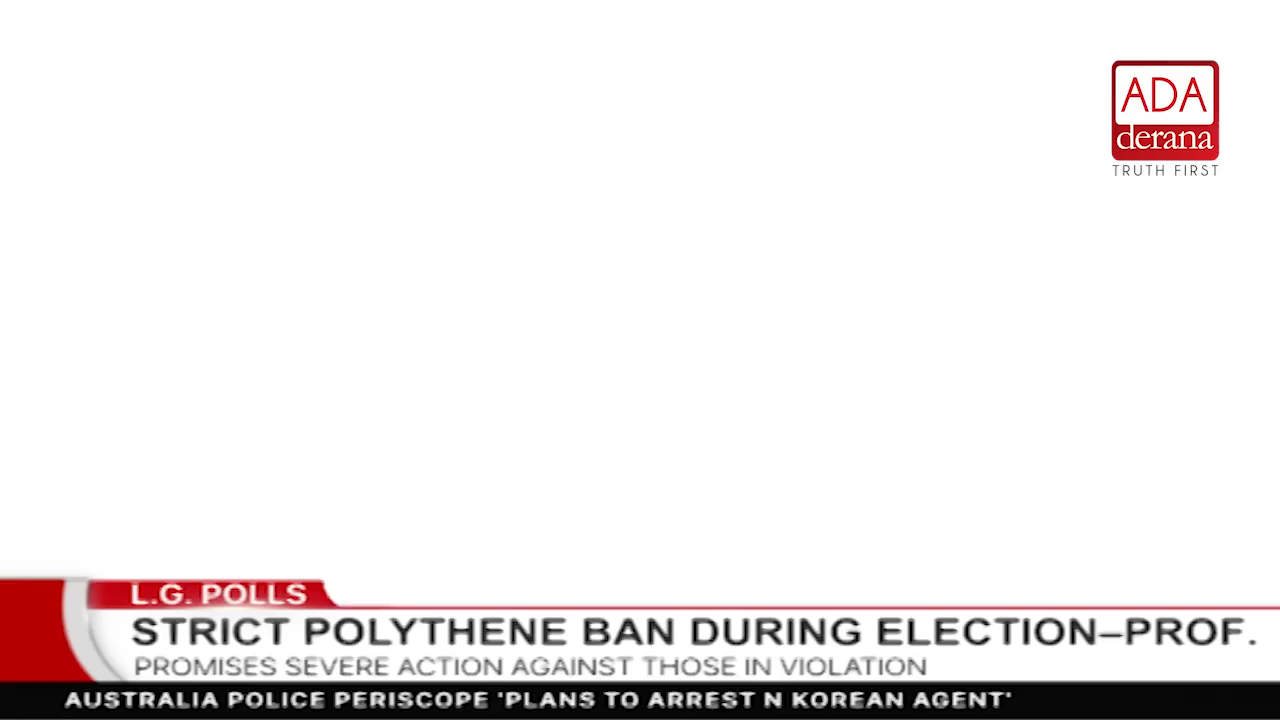 ADA
derana
TRUTH FIRST
L.G. POLLS
STRICT POLYTHENE BAN DURING ELECTION–PROF.
PROMISES SEVERE ACTION AGAINST THOSE IN VIOLATION
AUSTRALIA POLICE PERISCOPE 'PLANS TO ARREST N KOREAN AGENT'